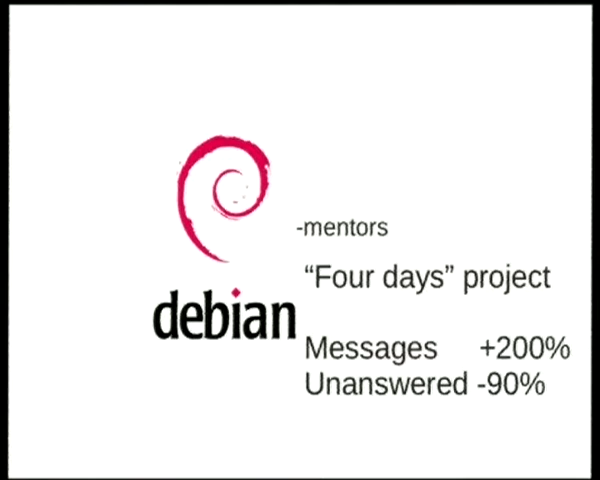 -mentors
“Four days” project
debian
Messages +200%
Unanswered -90%